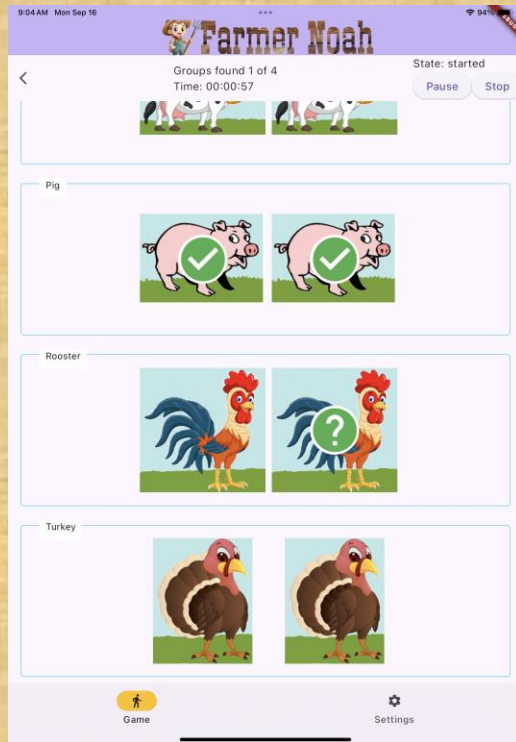 9:04 AM Mon Sep 16
94%
Farmer Noah
Groups found 1 of 4
Time: 00:00:57
State: started
Pause Stop
Pig
Rooster
?
Turkey
Game Settings